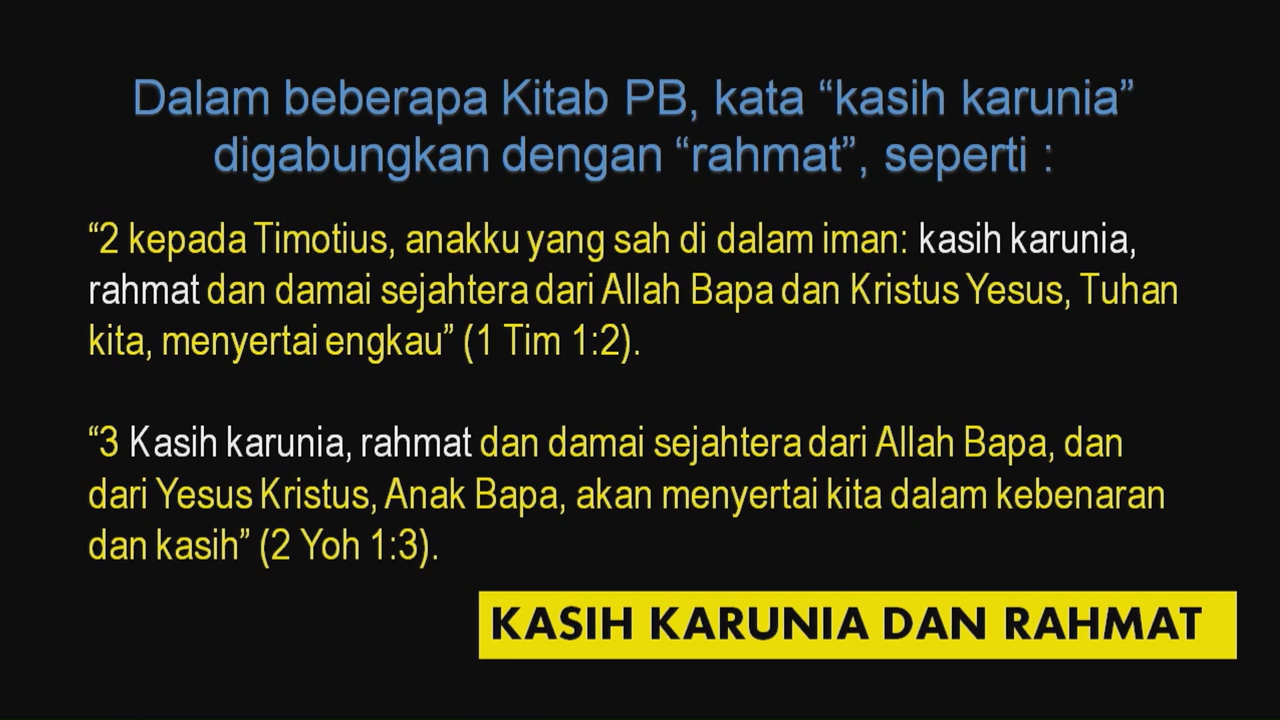 Dalam beberapa Kitab PB, kata “kasih karunia”
digabungkan dengan “rahmat”, seperti :
“2 kepada Timotius, anakku yang sah di dalam iman: kasih karunia,
rahmat dan damai sejahtera dari Allah Bapa dan Kristus Yesus, Tuhan
kita, menyertai engkau” (1 Tim 1:2).
“3 Kasih karunia, rahmat dan damai sejahtera dari Allah Bapa, dan
dari Yesus Kristus, Anak Bapa, akan menyertai kita dalam kebenaran
dan kasih” (2 Yoh 1:3).
KASIH KARUNIA DAN RAHMAT